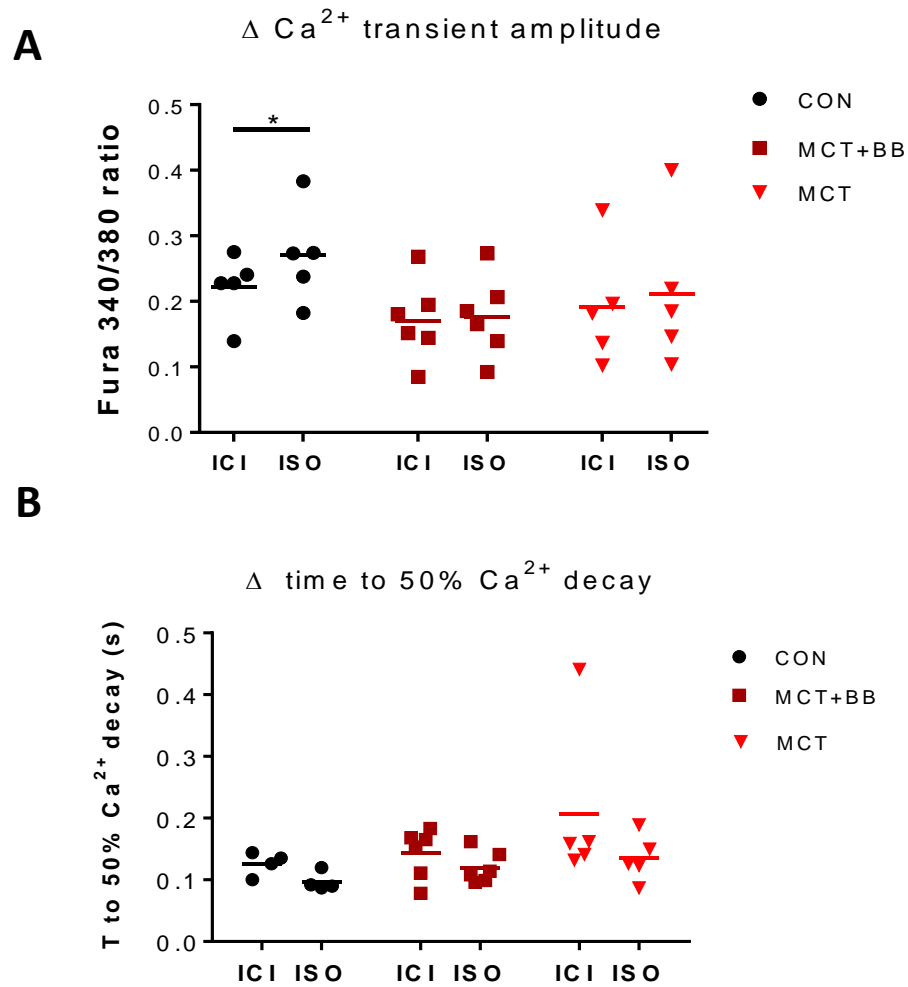 A
Δ Ca²⁺ transient amplitude
Fura 340/380 ratio
0.5
0.4
0.3
0.2
0.1
0.0
*
ICI ISO ICI ISO ICI ISO
CON
MCT+BB
MCT
B
Δ time to 50% Ca²⁺ decay
T to 50% Ca²⁺ decay (s)
0.5
0.4
0.3
0.2
0.1
0.0
ICI ISO ICI ISO ICI ISO
CON
MCT+BB
MCT